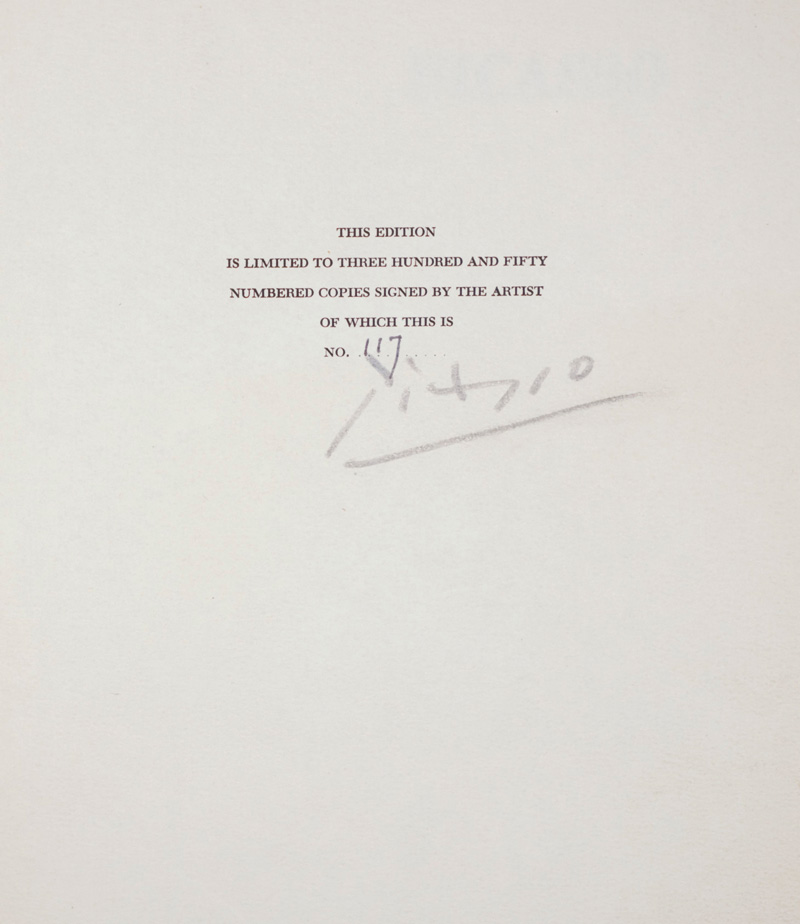 THIS EDITION
IS LIMITED TO THREE HUNDRED AND FIFTY
NUMBERED COPIES SIGNED BY THE ARTIST
OF WHICH THIS IS
NO. 117
Picasso